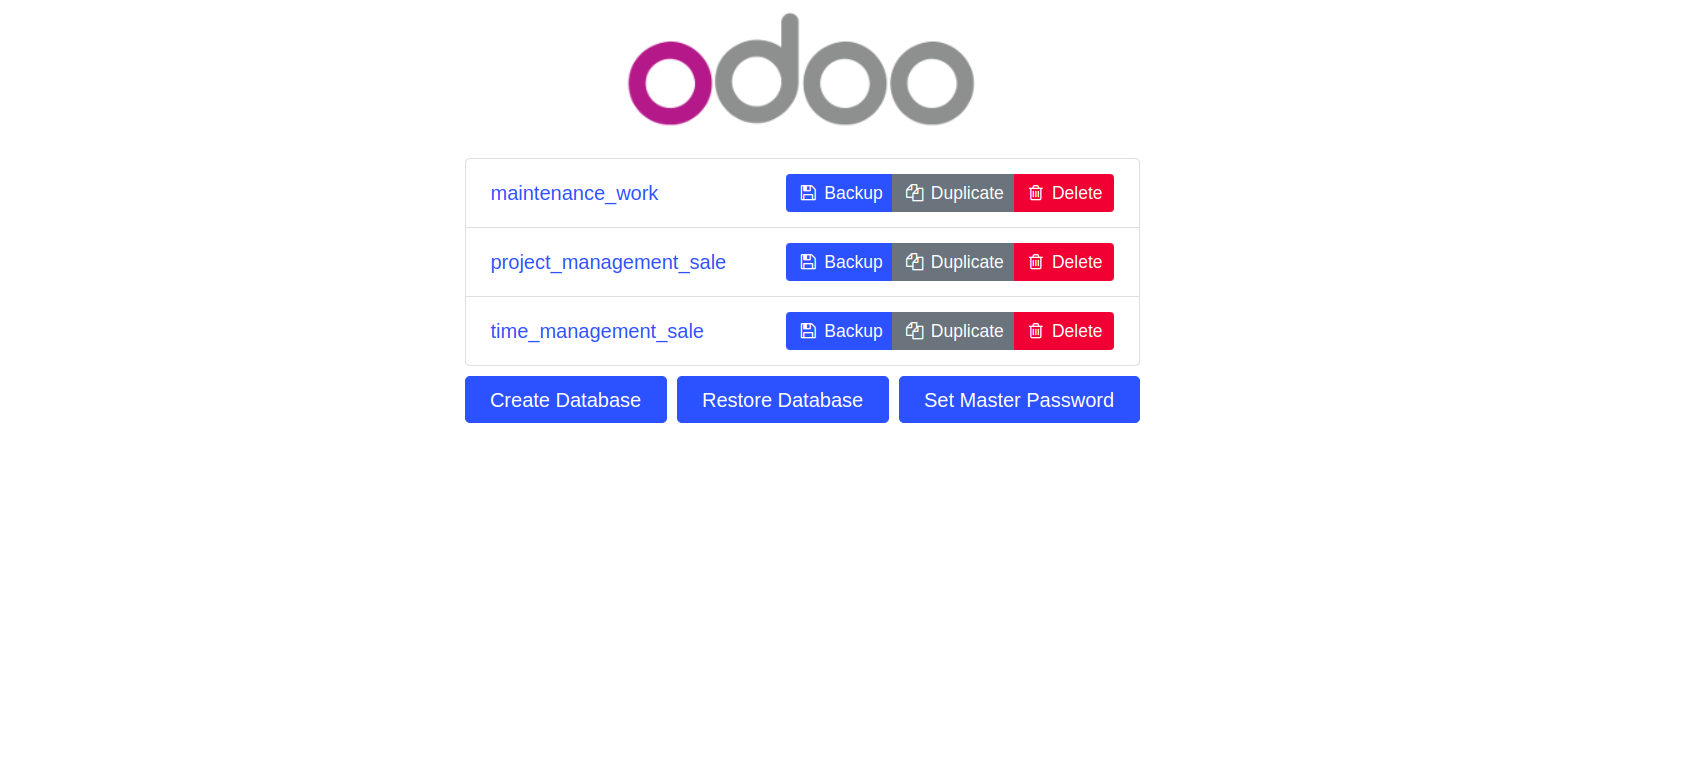 odoo
maintenance_work Backup Duplicate Delete
project_management_sale Backup Duplicate Delete
time_management_sale Backup Duplicate Delete
Create Database Restore Database Set Master Password